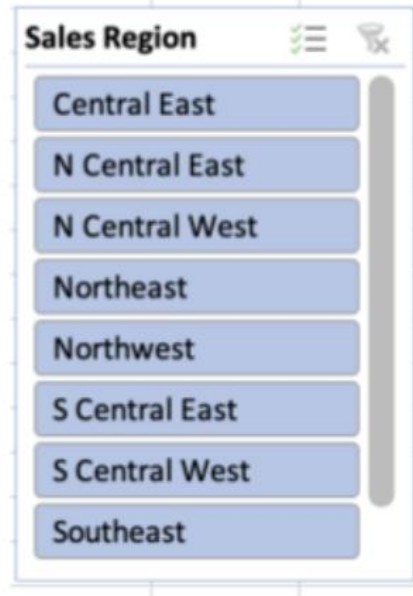 Sales Region
Central East
N Central East
N Central West
Northeast
Northwest
S Central East
S Central West
Southeast